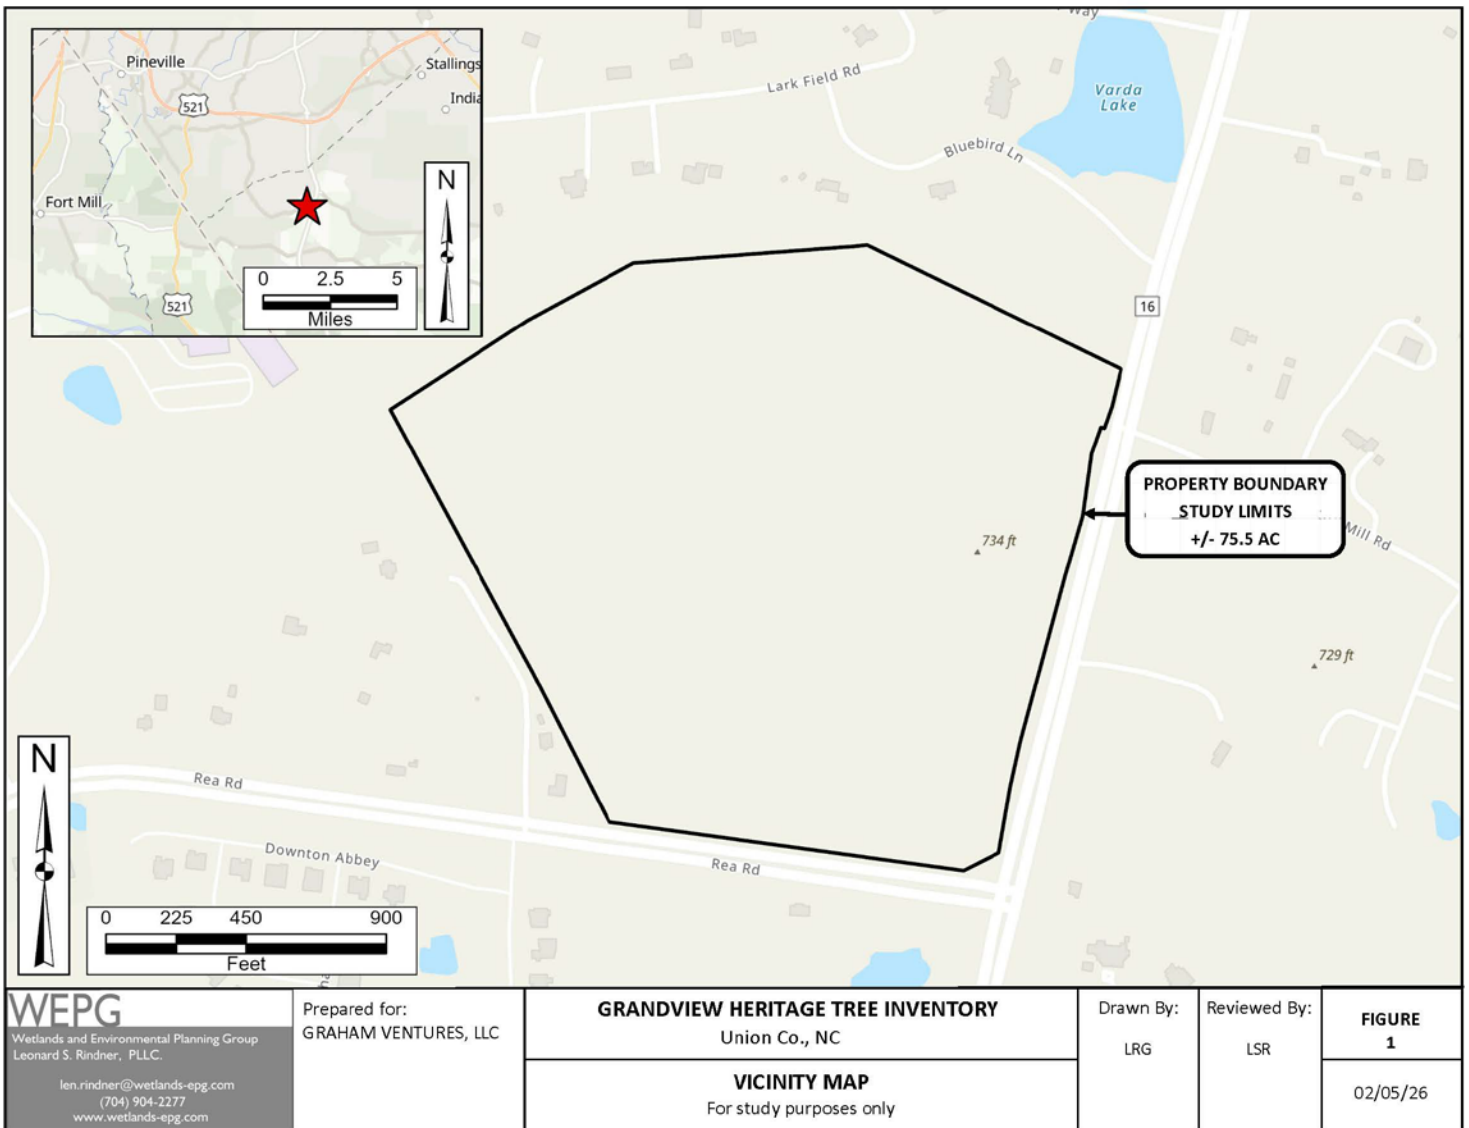 Pineville
Stallings
521
India
Fort Mill
N
0 2.5 5
Miles
521
Way
Lark Field Rd
Varda
Lake
Bluebird Ln
16
PROPERTY BOUNDARY
STUDY LIMITS
+/- 75.5 AC
Mill Rd
734 ft
729 ft
N
Rea Rd
Downton Abbey
Rea Rd
0 225 450 900
Feet
WEPG
Wetlands and Environmental Planning Group
Leonard S. Rindner, PLLC.
len.rindner@wetlands-epg.com
(704) 904-2277
www.wetlands-epg.com
Prepared for:
GRAHAM VENTURES, LLC
GRANDVIEW HERITAGE TREE INVENTORY
Union Co., NC
VICINITY MAP
For study purposes only
Drawn By:
LRG
Reviewed By:
LSR
FIGURE
1
02/05/26